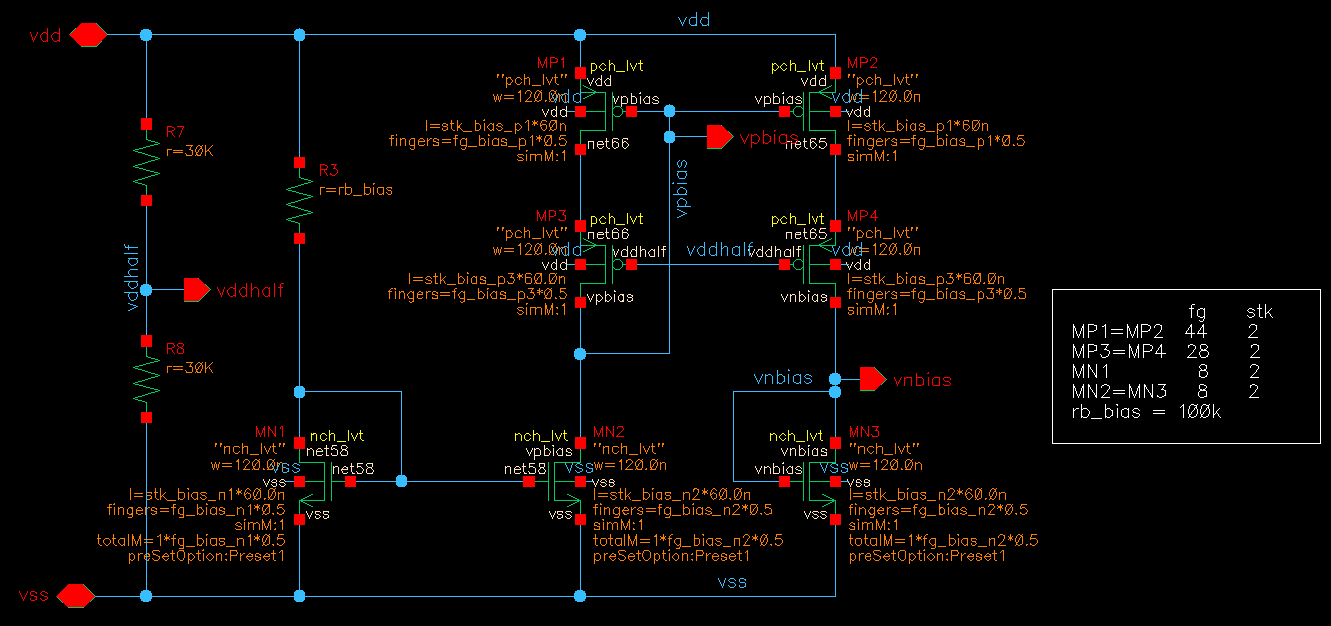 vdd
vdd
MP1
pch_lvt
"pch_lvt"
vdd
w=120.0n
vdd
vpbias
vdd
l=stk_bias_p1*60n
fingers=fg_bias_p1*0.5
net66
simM:1
pch_lvt
MP2
vdd
"pch_lvt"
vpbias
w=120.0n
vdd
vdd
l=stk_bias_p1*60n
net65
fingers=fg_bias_p1*0.5
simM:1
vpbias
vpbias
R7
r=30K
R3
r=rb_bias
MP3
pch_lvt
"pch_lvt"
net66
w=120.0n
vdd
vddhalf
vdd
l=stk_bias_p3*60.0n
fingers=fg_bias_p3*0.5
vpbias
simM:1
vddhalf
pch_lvt
MP4
net65
"pch_lvt"
vddhalf
w=120.0n
vdd
vdd
l=stk_bias_p3*60.0n
vnbias
fingers=fg_bias_p3*0.5
simM:1
vddhalf
vddhalf
R8
r=30K
fg stk
MP1=MP2 44 2
MP3=MP4 28 2
MN1 8 2
MN2=MN3 8 2
rb_bias = 100k
vnbias
vnbias
MN1
nch_lvt
"nch_lvt"
net58
w=120.0n
vss
net58
vss
l=stk_bias_n1*60.0n
fingers=fg_bias_n1*0.5
vss
simM:1
totalM=1*fg_bias_n1*0.5
preSetOption:Preset1
nch_lvt
MN2
vpbias
"nch_lvt"
net58
vss
w=120.0n
vss
l=stk_bias_n2*60.0n
vss
fingers=fg_bias_n2*0.5
simM:1
totalM=1*fg_bias_n2*0.5
preSetOption:Preset1
nch_lvt
MN3
vnbias
"nch_lvt"
vnbias
vss
w=120.0n
vss
l=stk_bias_n2*60.0n
vss
fingers=fg_bias_n2*0.5
simM:1
totalM=1*fg_bias_n2*0.5
preSetOption:Preset1
vss
vss